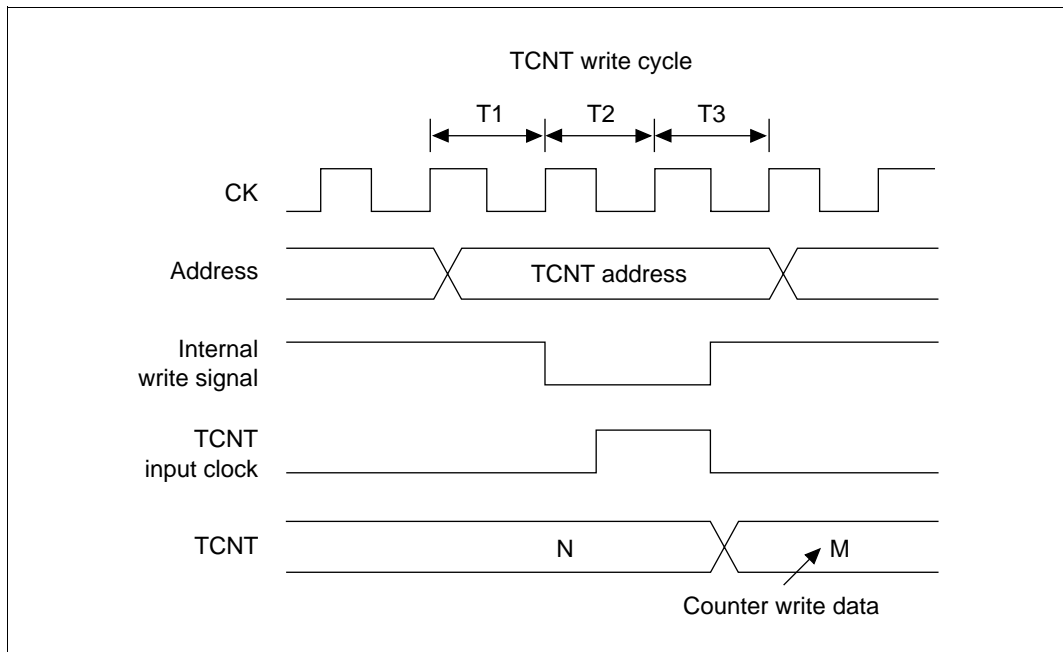 TCNT write cycle
T1 T2 T3
CK
Address
TCNT address
Internal
write signal
TCNT
input clock
TCNT
N
M
Counter write data